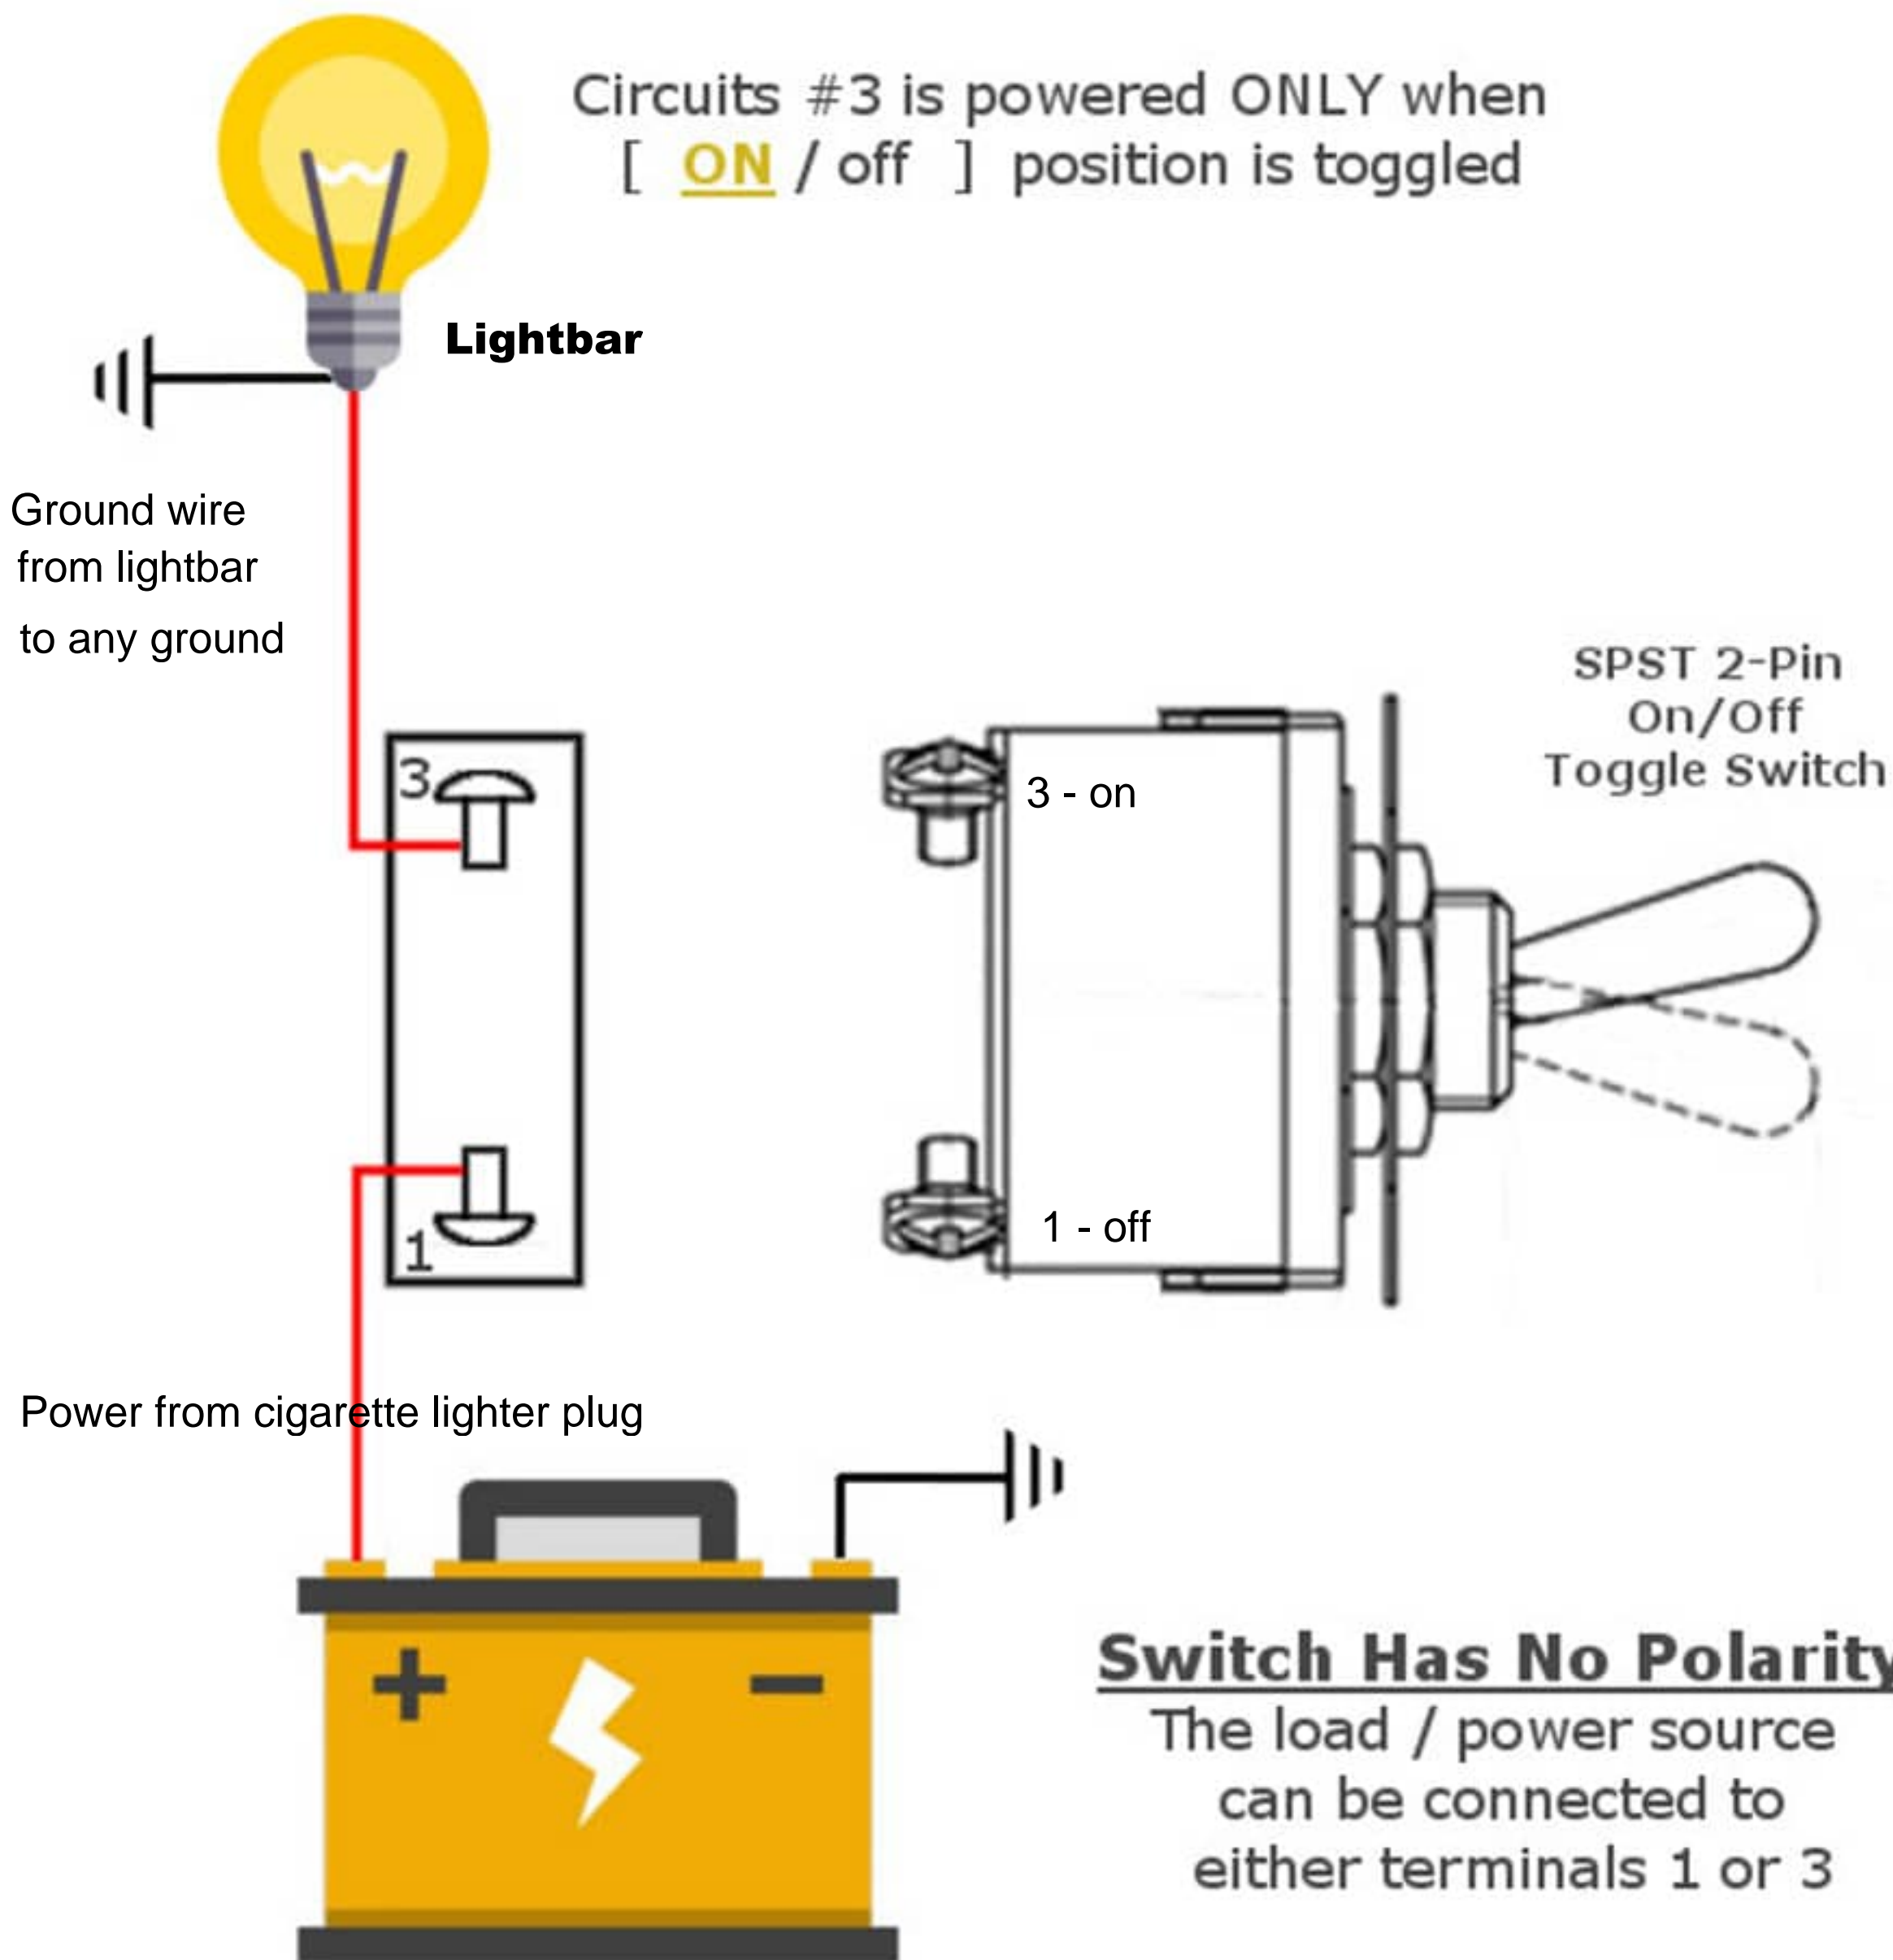 Circuits #3 is powered ONLY when
[ ON / off ] position is toggled
Lightbar
Ground wire
from lightbar
to any ground
SPST 2-Pin
On/Off
Toggle Switch
3
3 - on
1 - off
1
Power from cigarette lighter plug
+ −
Switch Has No Polarity
The load / power source
can be connected to
either terminals 1 or 3